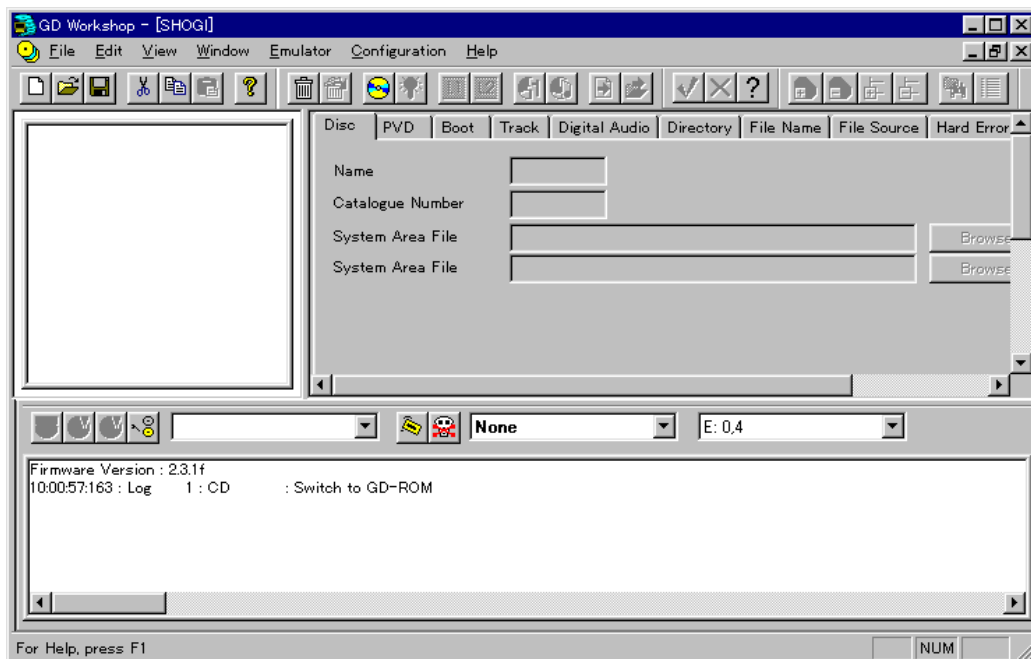 GD Workshop - [SHOGI]
File Edit View Window Emulator Configuration Help
Disc PVD Boot Track Digital Audio Directory File Name File Source Hard Error
Name
Catalogue Number
System Area File Browse
System Area File Browse
None E: 0,4
Firmware Version : 2.3.1f
10:00:57:163 : Log 1 : CD : Switch to GD-ROM
For Help, press F1 NUM